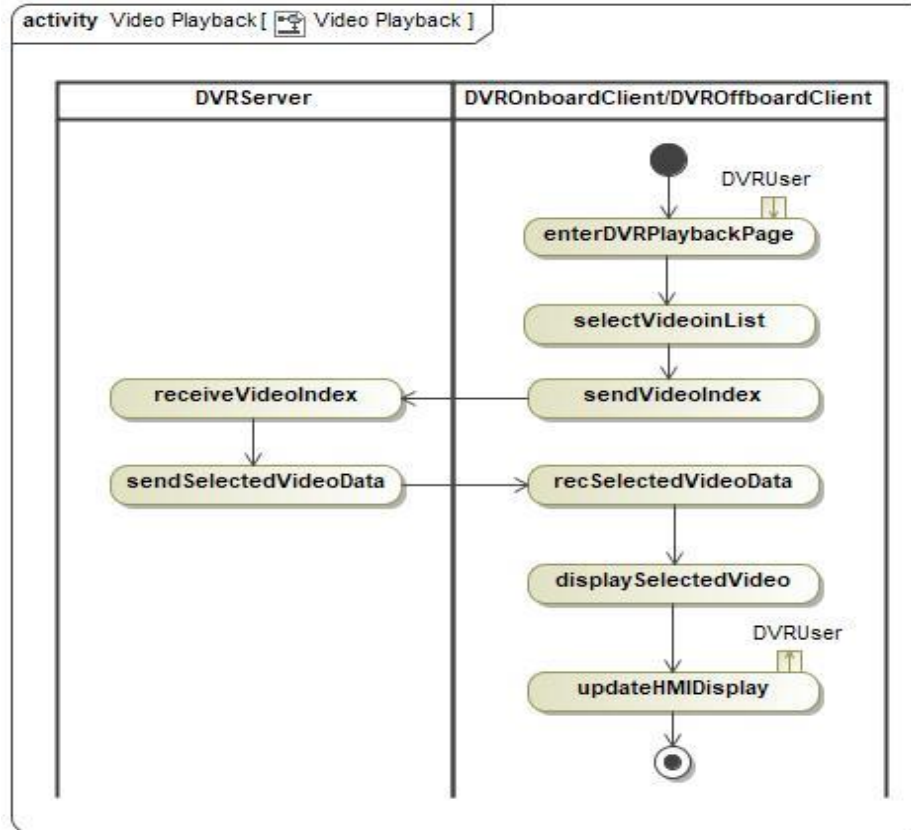 activity Video Playback [ Video Playback ]
DVRServer
DVROnboardClient/DVROffboardClient
DVRUser
enterDVRPlaybackPage
selectVideoinList
receiveVideoIndex
sendVideoIndex
sendSelectedVideoData
recSelectedVideoData
displaySelectedVideo
DVRUser
updateHMIDisplay